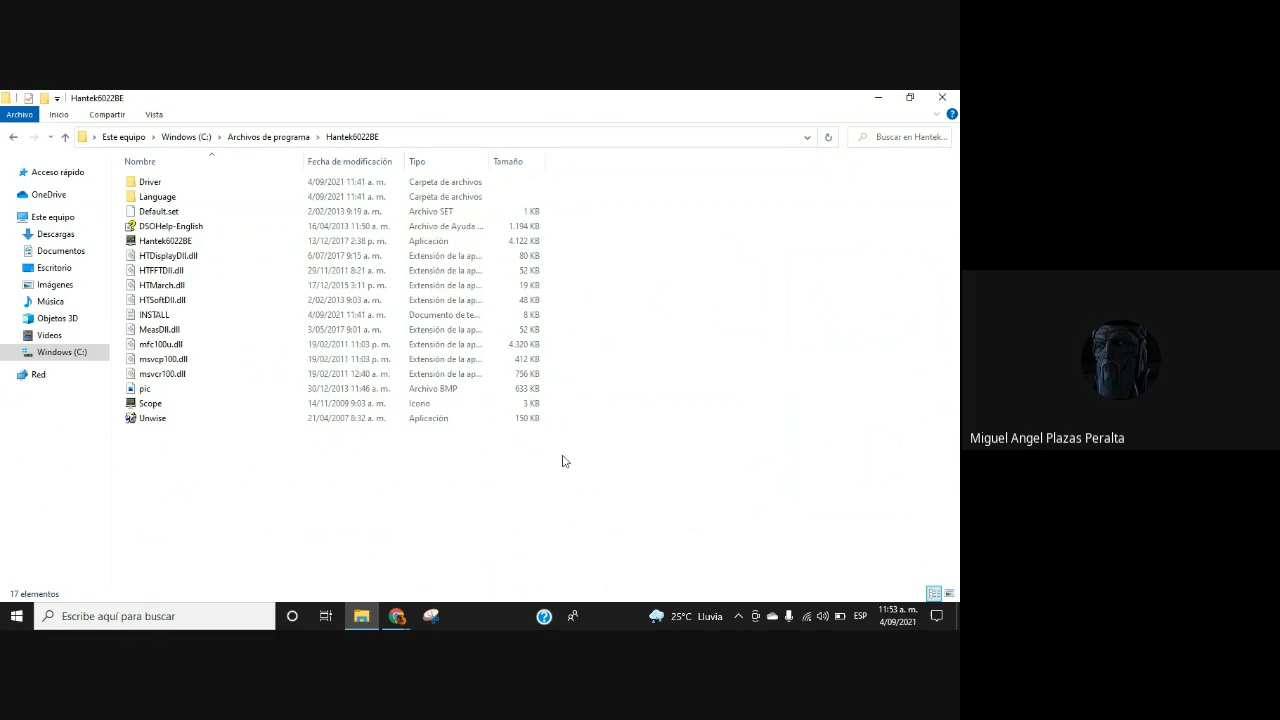 Hantek6022BE
Archivo Inicio Compartir Vista
Este equipo > Windows (C:) > Archivos de programa > Hantek6022BE
Buscar en Hantek...
Nombre Fecha de modificación Tipo Tamaño
Driver 4/09/2021 11:41 a. m. Carpeta de archivos
Language 4/09/2021 11:41 a. m. Carpeta de archivos
Default.set 2/02/2013 9:19 a. m. Archivo SET 1 KB
DSOHelp-English 16/04/2013 11:50 a. m. Archivo de Ayuda ... 1.194 KB
Hantek6022BE 13/12/2017 2:38 p. m. Aplicación 4.122 KB
HTDisplayDll.dll 6/07/2017 9:15 a. m. Extensión de la ap... 80 KB
HTFFTDll.dll 29/11/2011 8:21 a. m. Extensión de la ap... 52 KB
HTMarch.dll 17/12/2015 3:11 p. m. Extensión de la ap... 19 KB
HTSoftDll.dll 2/02/2013 9:03 a. m. Extensión de la ap... 48 KB
INSTALL 4/09/2021 11:41 a. m. Documento de te... 8 KB
MeasDll.dll 3/05/2017 9:01 a. m. Extensión de la ap... 52 KB
mfc100u.dll 19/02/2011 11:03 p. m. Extensión de la ap... 4.320 KB
msvcp100.dll 19/02/2011 11:03 p. m. Extensión de la ap... 412 KB
msvcr100.dll 19/02/2011 12:40 a. m. Extensión de la ap... 756 KB
pic 30/12/2013 11:46 a. m. Archivo BMP 633 KB
Scope 14/11/2009 9:03 a. m. Icono 3 KB
Unwise 21/04/2007 8:32 a. m. Aplicación 150 KB
Acceso rápido
OneDrive
Este equipo
Descargas
Documentos
Escritorio
Imágenes
Música
Objetos 3D
Videos
Windows (C:)
Red
17 elementos
Escribe aquí para buscar
25°C Lluvia
ESP
11:53 a. m.
4/09/2021
Miguel Angel Plazas Peralta